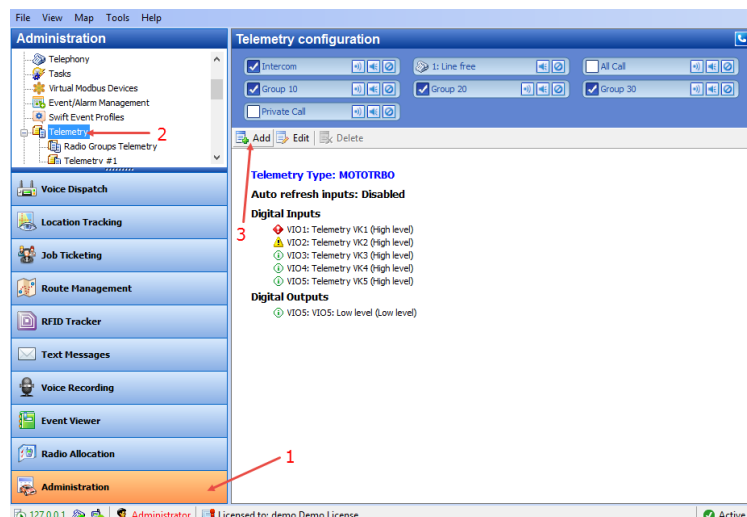 File View Map Tools Help
Administration
Telephony
Tasks
Virtual Modbus Devices
Event/Alarm Management
Swift Event Profiles
Telemetry
2
Radio Groups Telemetry
Telemetry #1
Voice Dispatch
Location Tracking
Job Ticketing
Route Management
RFID Tracker
Text Messages
Voice Recording
Event Viewer
Radio Allocation
Administration
1
Telemetry configuration
Intercom
1: Line free
All Call
Group 10
Group 20
Group 30
Private Call
Add Edit Delete
3
Telemetry Type: MOTOTRBO
Auto refresh inputs: Disabled
Digital Inputs
VIO1: Telemetry VK1 (High level)
VIO2: Telemetry VK2 (High level)
VIO3: Telemetry VK3 (High level)
VIO4: Telemetry VK4 (High level)
VIO5: Telemetry VK5 (High level)
Digital Outputs
VIO5: VIO5: Low level (Low level)
127.0.0.1 Administrator Licensed to: demo Demo License Active